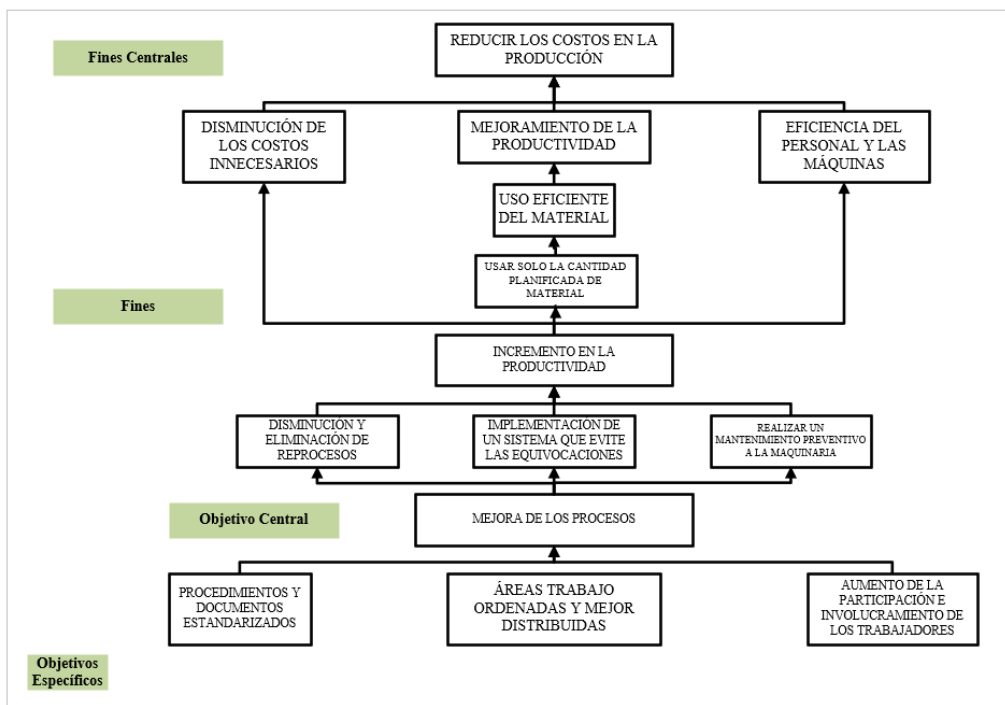 Fines Centrales
REDUCIR LOS COSTOS EN LA
PRODUCCIÓN
DISMINUCIÓN DE
LOS COSTOS
INNECESARIOS
MEJORAMIENTO DE LA
PRODUCTIVIDAD
EFICIENCIA DEL
PERSONAL Y LAS
MÁQUINAS
USO EFICIENTE
DEL MATERIAL
USAR SOLO LA CANTIDAD
PLANIFICADA DE
MATERIAL
Fines
INCREMENTO EN LA
PRODUCTIVIDAD
DISMINUCIÓN Y
ELIMINACIÓN DE
REPROCESOS
IMPLEMENTACIÓN DE
UN SISTEMA QUE EVITE
LAS EQUIVOCACIONES
REALIZAR UN
MANTENIMIENTO PREVENTIVO
A LA MAQUINARIA
Objetivo Central
MEJORA DE LOS PROCESOS
PROCEDIMIENTOS Y
DOCUMENTOS
ESTANDARIZADOS
ÁREAS TRABAJO
ORDENADAS Y MEJOR
DISTRIBUIDAS
AUMENTO DE LA
PARTICIPACIÓN E
INVOLUCRAMIENTO DE
LOS TRABAJADORES
Objetivos
Específicos